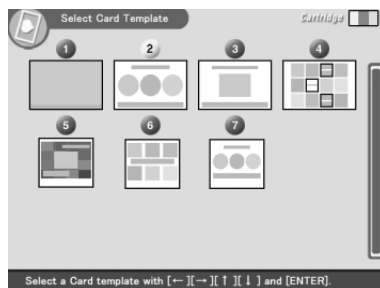 Select Card Template
Cartridge
1 2 3 4
5 6 7
Select a Card template with [←][→][↑][↓] and [ENTER].